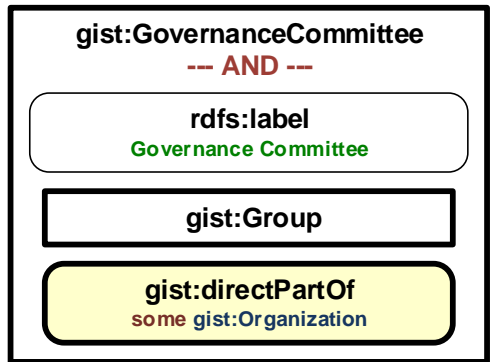 gist:GovernanceCommittee
--- AND ---
rdfs:label
Governance Committee
gist:Group
gist:directPartOf
some gist:Organization